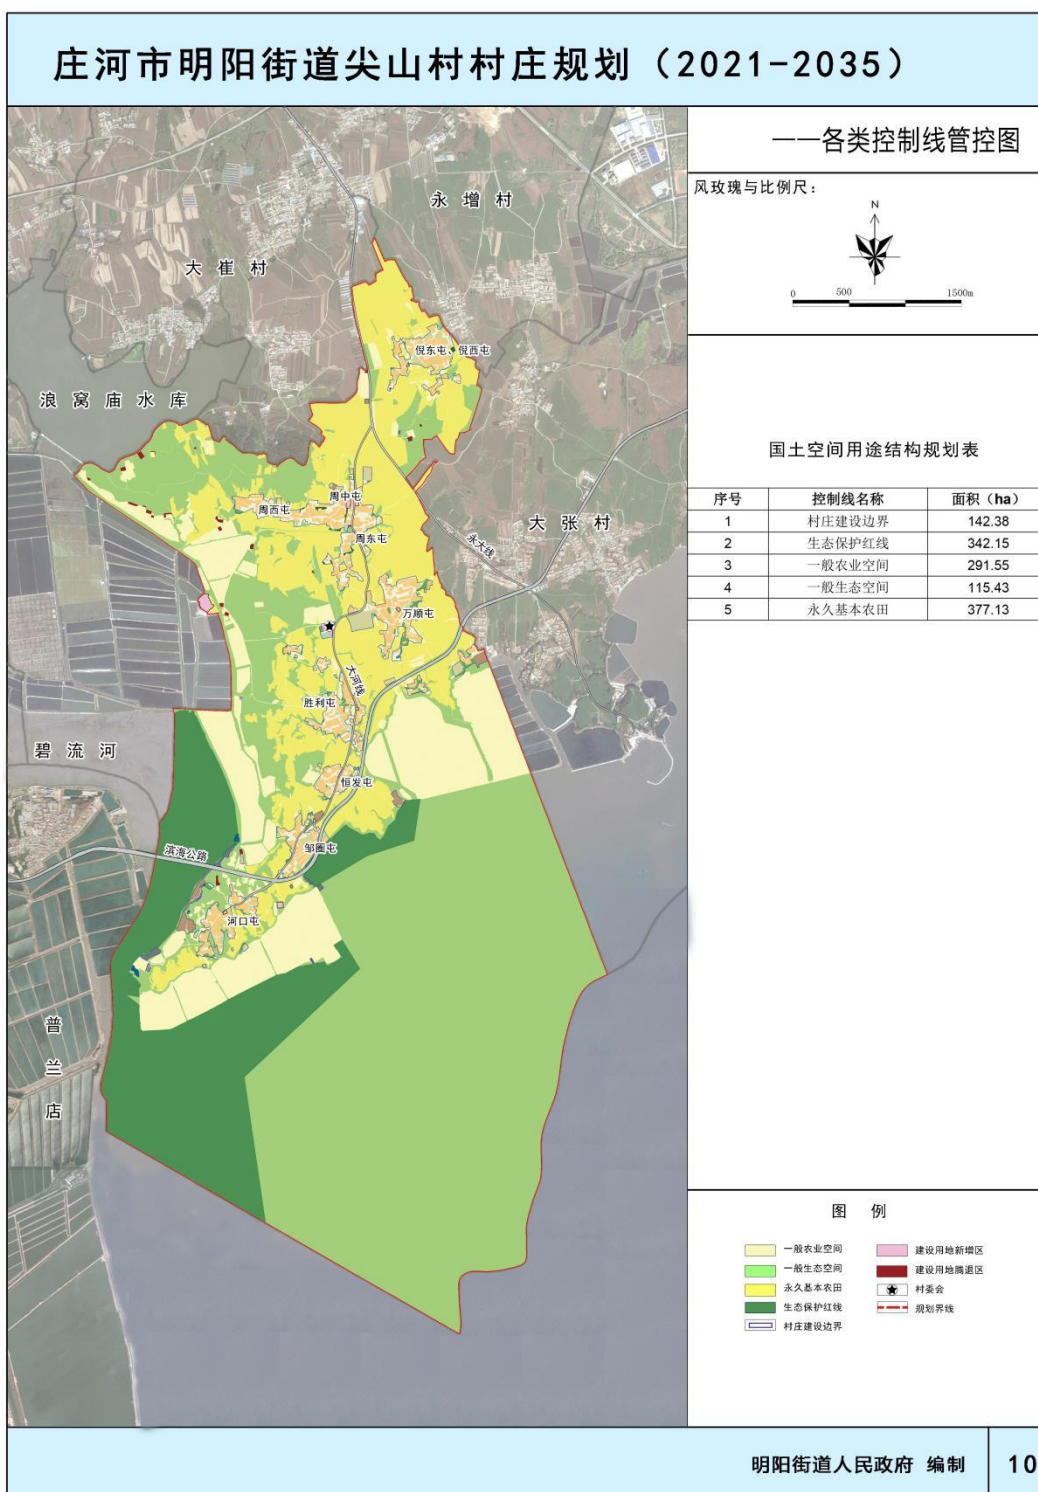 庄河市明阳街道尖山村村庄规划（2021-2035）
——各类控制线管控图
风玫瑰与比例尺：
N
0 500 1500m
永增村
大崔村
倪东屯、倪西屯
浪窝庙水库
周中屯
周西屯
周东屯
大张村
永大线
万顺屯
大河线
胜利屯
碧流河
恒发屯
邹圈屯
滨海公路
河口屯
普兰店
国土空间用途结构规划表
序号 控制线名称 面积（ha）
1 村庄建设边界 142.38
2 生态保护红线 342.15
3 一般农业空间 291.55
4 一般生态空间 115.43
5 永久基本农田 377.13
图 例
一般农业空间 建设用地新增区
一般生态空间 建设用地腾退区
永久基本农田 村委会
生态保护红线 规划界线
村庄建设边界
明阳街道人民政府 编制 10